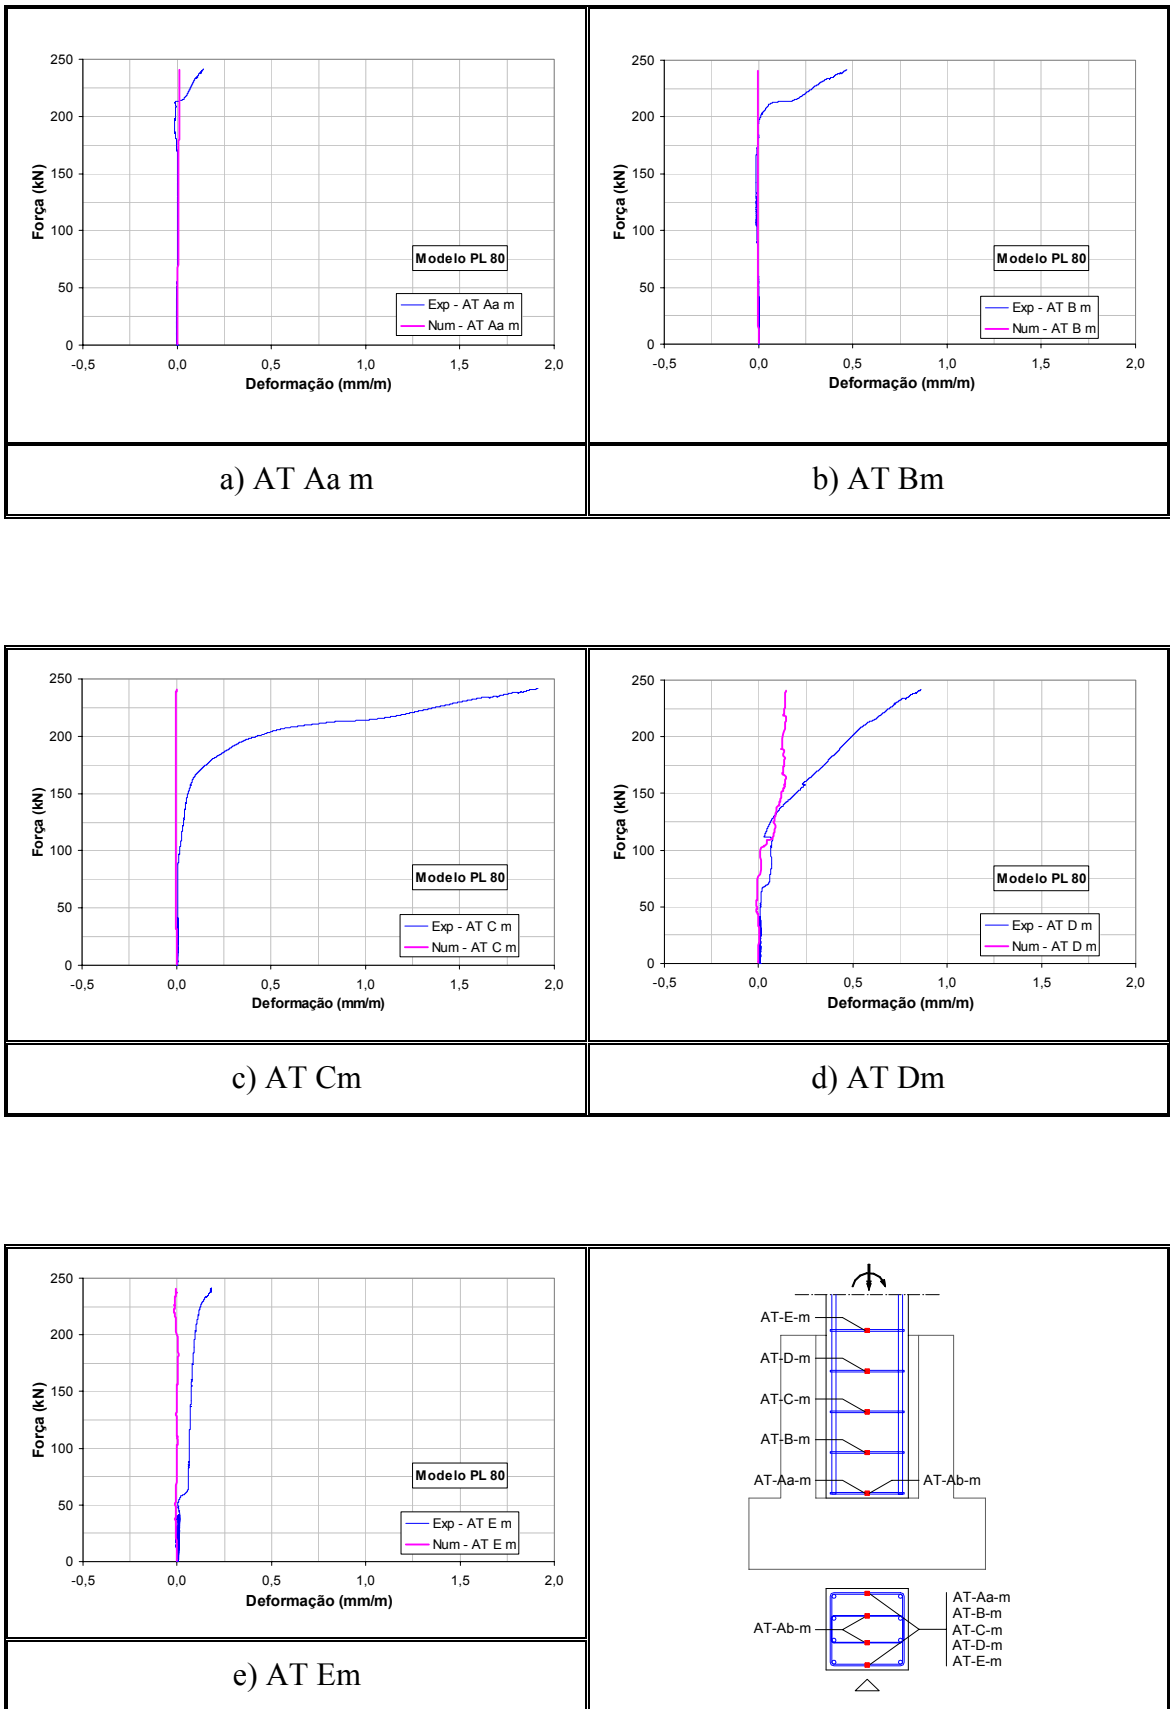 250
200
150
100
50
0
-0,5 0,0 0,5 1,0 1,5 2,0
Força (kN)
Deformação (mm/m)
Modelo PL 80
Exp - AT Aa m
Num - AT Aa m
a) AT Aa m
250
200
150
100
50
0
-0,5 0,0 0,5 1,0 1,5 2,0
Força (kN)
Deformação (mm/m)
Modelo PL 80
Exp - AT B m
Num - AT B m
b) AT Bm
250
200
150
100
50
0
-0,5 0,0 0,5 1,0 1,5 2,0
Força (kN)
Deformação (mm/m)
Modelo PL 80
Exp - AT C m
Num - AT C m
c) AT Cm
250
200
150
100
50
0
-0,5 0,0 0,5 1,0 1,5 2,0
Força (kN)
Deformação (mm/m)
Modelo PL 80
Exp - AT D m
Num - AT D m
d) AT Dm
250
200
150
100
50
0
-0,5 0,0 0,5 1,0 1,5 2,0
Força (kN)
Deformação (mm/m)
Modelo PL 80
Exp - AT E m
Num - AT E m
e) AT Em
AT-E-m
AT-D-m
AT-C-m
AT-B-m
AT-Aa-m AT-Ab-m
AT-Ab-m
AT-Aa-m
AT-B-m
AT-C-m
AT-D-m
AT-E-m